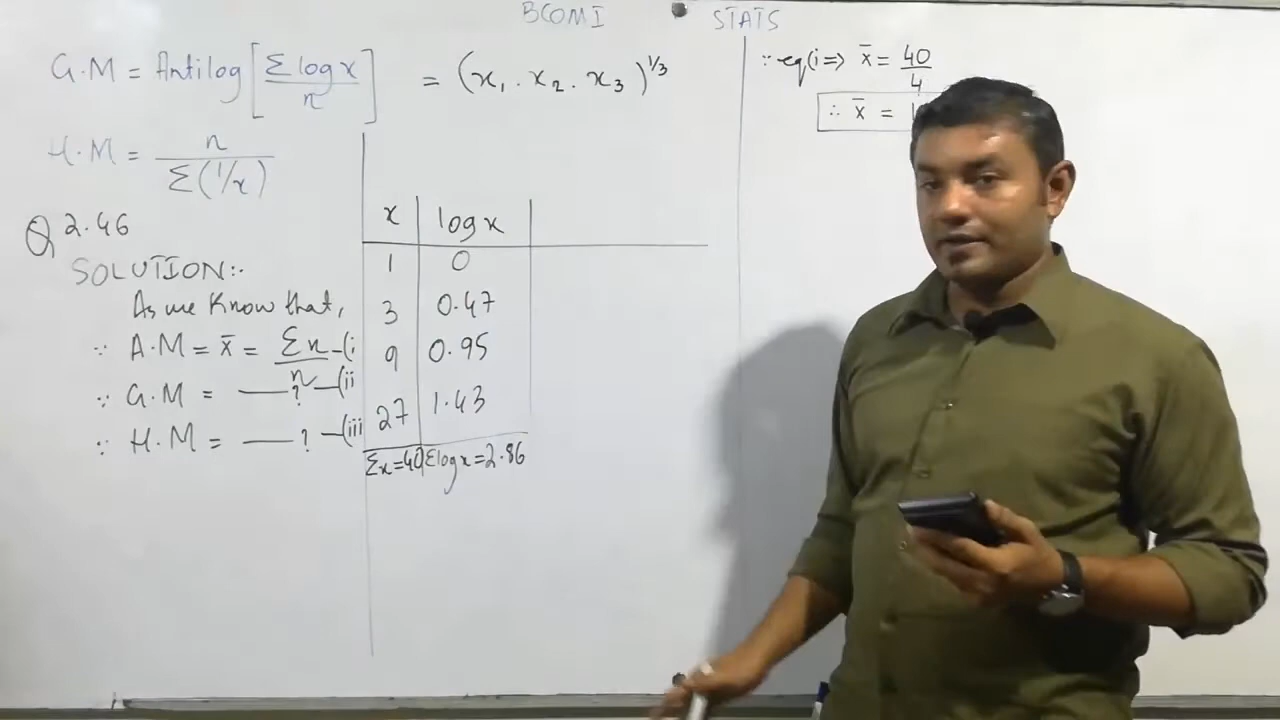 BCOM I STATS
G.M = Antilog [Σ log x / n] = (x₁ . x₂ . x₃)^1/3
H.M = n / Σ(1/x)
Q 2.46
SOLUTION:-
As we Know that,
∵ A.M = x̄ = Σx / n —(i
∵ G.M = —— ? —(ii
∵ H.M = —— ? —(iii
x log x
1 0
3 0.47
9 0.95
27 1.43
Σx=40 Σlogx=2.86
∵ eq(i ⇒ x̄ = 40 / 4
∴ x̄ = 1